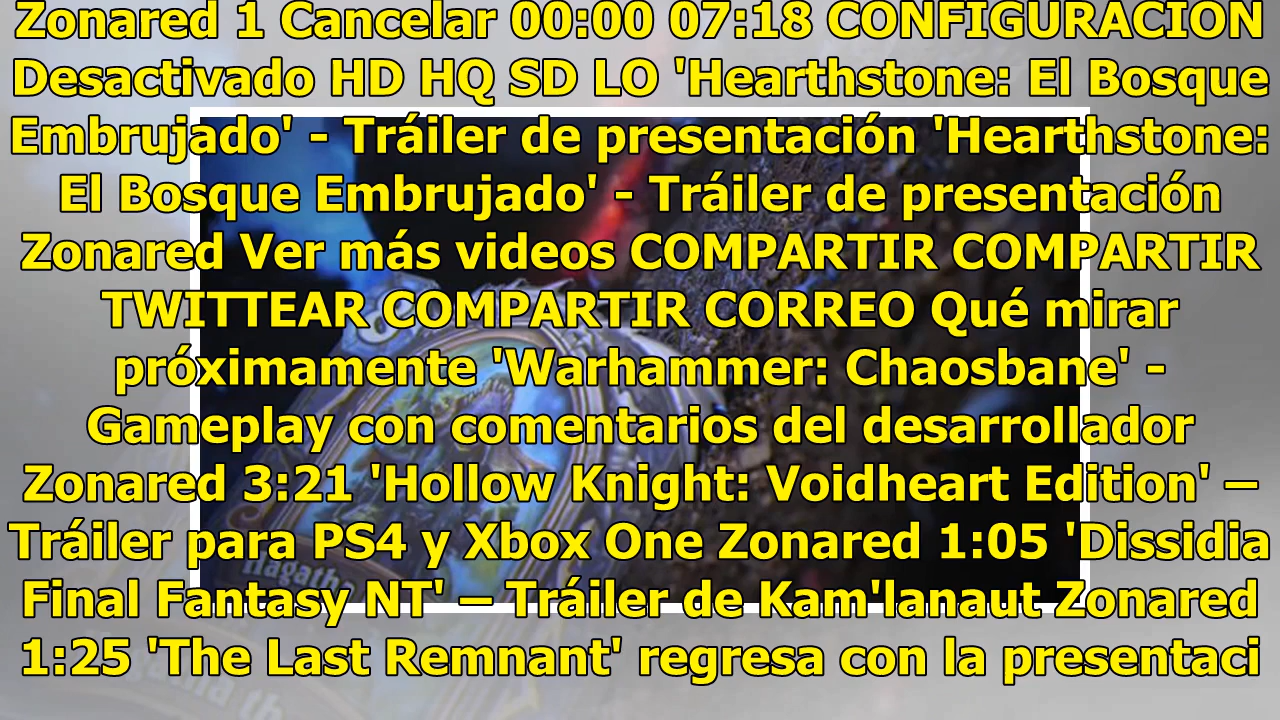 Zonared 1 Cancelar 00:00 07:18 CONFIGURACIÓN
Desactivado HD HQ SD LO 'Hearthstone: El Bosque
Embrujado' - Tráiler de presentación 'Hearthstone:
El Bosque Embrujado' - Tráiler de presentación
Zonared Ver más videos COMPARTIR COMPARTIR
TWITTEAR COMPARTIR CORREO Qué mirar
próximamente 'Warhammer: Chaosbane' -
Gameplay con comentarios del desarrollador
Zonared 3:21 'Hollow Knight: Voidheart Edition' –
Tráiler para PS4 y Xbox One Zonared 1:05 'Dissidia
Final Fantasy NT' – Tráiler de Kam'lanaut Zonared
1:25 'The Last Remnant' regresa con la presentaci
Hagatha